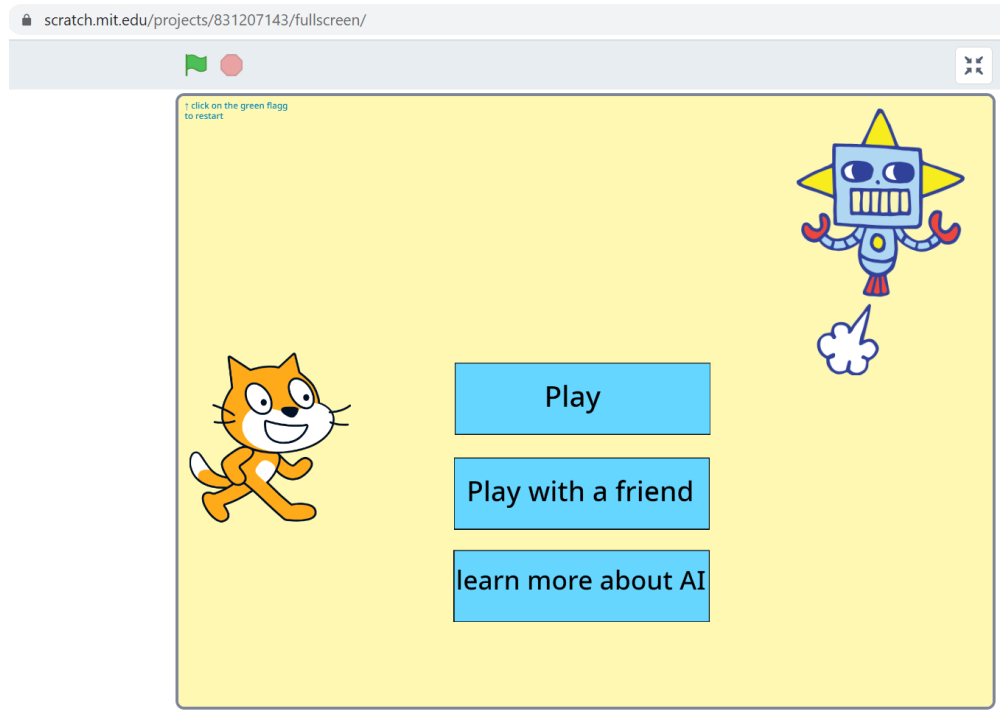 scratch.mit.edu/projects/831207143/fullscreen/
↑ click on the green flagg
to restart
Play
Play with a friend
learn more about AI